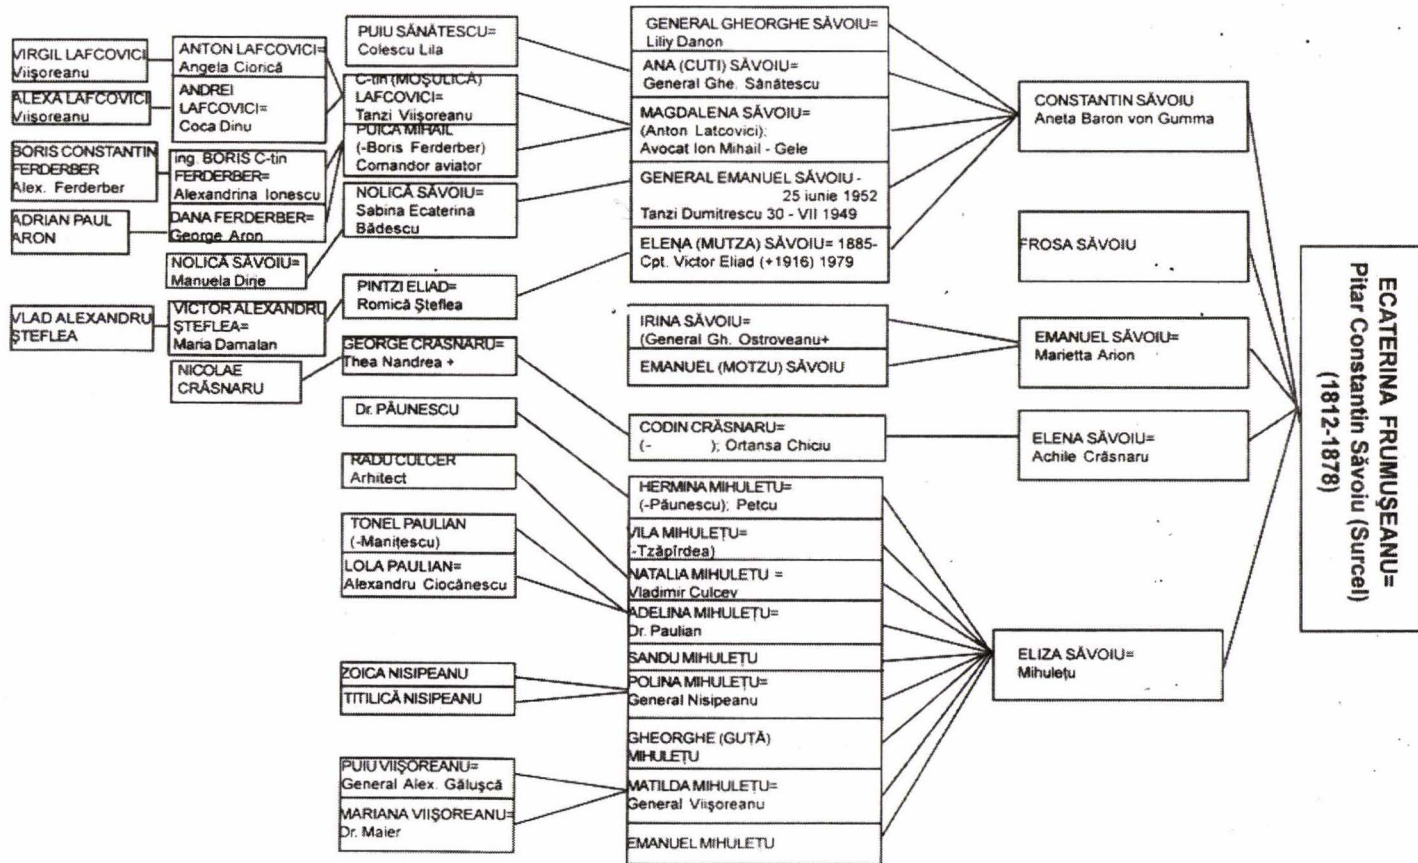 VIRGIL LAFCOVICI
Viişoreanu
ALEXA LAFCOVICI
Viişoreanu
BORIS CONSTANTIN
FERDERBER
Alex. Ferderber
ADRIAN PAUL
ARON
VLAD ALEXANDRU
ŞTEFLEA
ANTON LAFCOVICI=
Angela Ciorică
ANDREI
LAFCOVICI=
Coca Dinu
ing. BORIS C-tin
FERDERBER=
Alexandrina Ionescu
DANA FERDERBER=
George Aron
NOLICĂ SĂVOIU=
Manuela Dirje
VICTOR ALEXANDRU
ŞTEFLEA=
Maria Damalan
NICOLAE
CRĂSNARU
PUIU SĂNĂTESCU=
Colescu Lila
C-tin (MOŞULICĂ)
LAFCOVICI=
Tanzi Viişoreanu
PUICA MIHAIL
(-Boris Ferderber)
Comandor aviator
NOLICĂ SĂVOIU=
Sabina Ecaterina
Bădescu
PINTZI ELIAD=
Romică Şteflea
GEORGE CRĂSNARU=
Thea Nandrea +
Dr. PĂUNESCU
RADU CULCER
Arhitect
TONEL PAULIAN
(-Maniţescu)
LOLA PAULIAN=
Alexandru Ciocănescu
ZOICA NISIPEANU
TITILICĂ NISIPEANU
PUIU VIIŞOREANU=
General Alex. Găluşcă
MARIANA VIIŞOREANU=
Dr. Maier
GENERAL GHEORGHE SĂVOIU=
Liliy Danon
ANA (CUTI) SĂVOIU=
General Ghe. Sănătescu
MAGDALENA SĂVOIU=
(Anton Latcovici);
Avocat Ion Mihail - Gele
GENERAL EMANUEL SĂVOIU -
25 iunie 1952
Tanzi Dumitrescu 30 - VII 1949
ELENA (MUTZA) SĂVOIU= 1885-
Cpt. Victor Eliad (+1916) 1979
IRINA SĂVOIU=
(General Gh. Ostroveanu+
EMANUEL (MOTZU) SĂVOIU
CODIN CRĂSNARU=
(- ); Ortansa Chiciu
HERMINA MIHULEŢU=
(-Păunescu); Petcu
VILA MIHULEŢU=
(-Tzăpîrdea)
NATALIA MIHULEŢU =
Vladimir Culcev
ADELINA MIHULEŢU=
Dr. Paulian
SANDU MIHULEŢU
POLINA MIHULEŢU=
General Nisipeanu
GHEORGHE (GUŢĂ)
MIHULEŢU
MATILDA MIHULEŢU=
General Viişoreanu
EMANUEL MIHULEŢU
CONSTANTIN SĂVOIU
Aneta Baron von Gumma
FROSA SĂVOIU
EMANUEL SĂVOIU=
Marietta Arion
ELENA SĂVOIU=
Achile Crăsnaru
ELIZA SĂVOIU=
Mihuleţu
ECATERINA FRUMUŞEANU=
Pitar Constantin Săvoiu (Surcel)
(1812-1878)